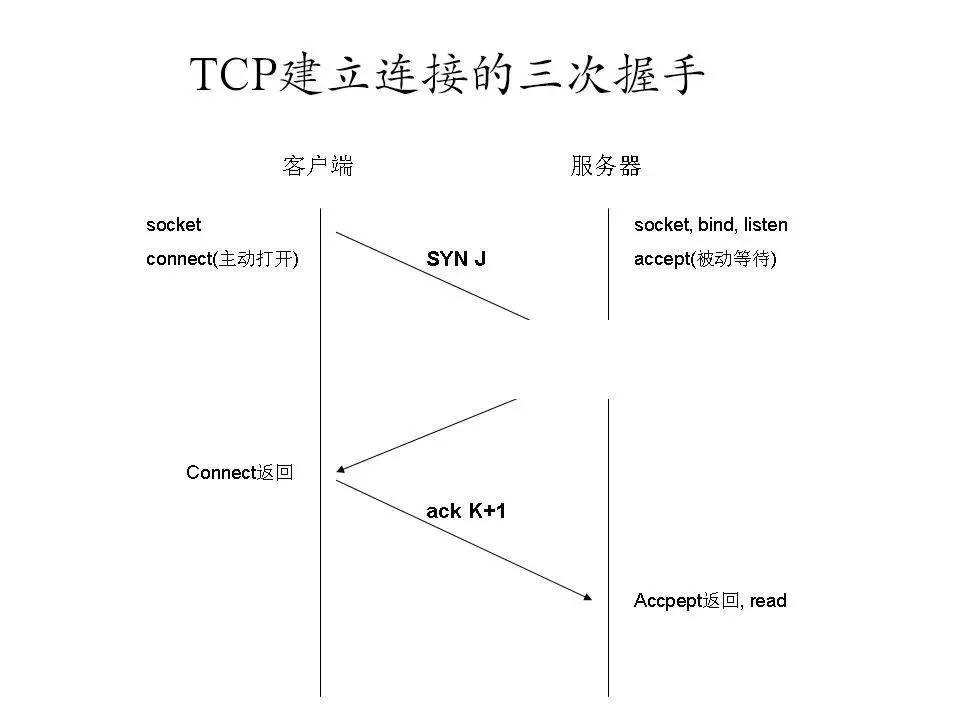 TCP建立连接的三次握手
客户端
服务器
socket
socket, bind, listen
connect(主动打开)
SYN J
accept(被动等待)
Connect返回
ack K+1
Accpept返回, read